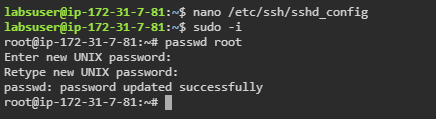 labsuser@ip-172-31-7-81:~$ nano /etc/ssh/sshd_config
labsuser@ip-172-31-7-81:~$ sudo -i
root@ip-172-31-7-81:~# passwd root
Enter new UNIX password:
Retype new UNIX password:
passwd: password updated successfully
root@ip-172-31-7-81:~#